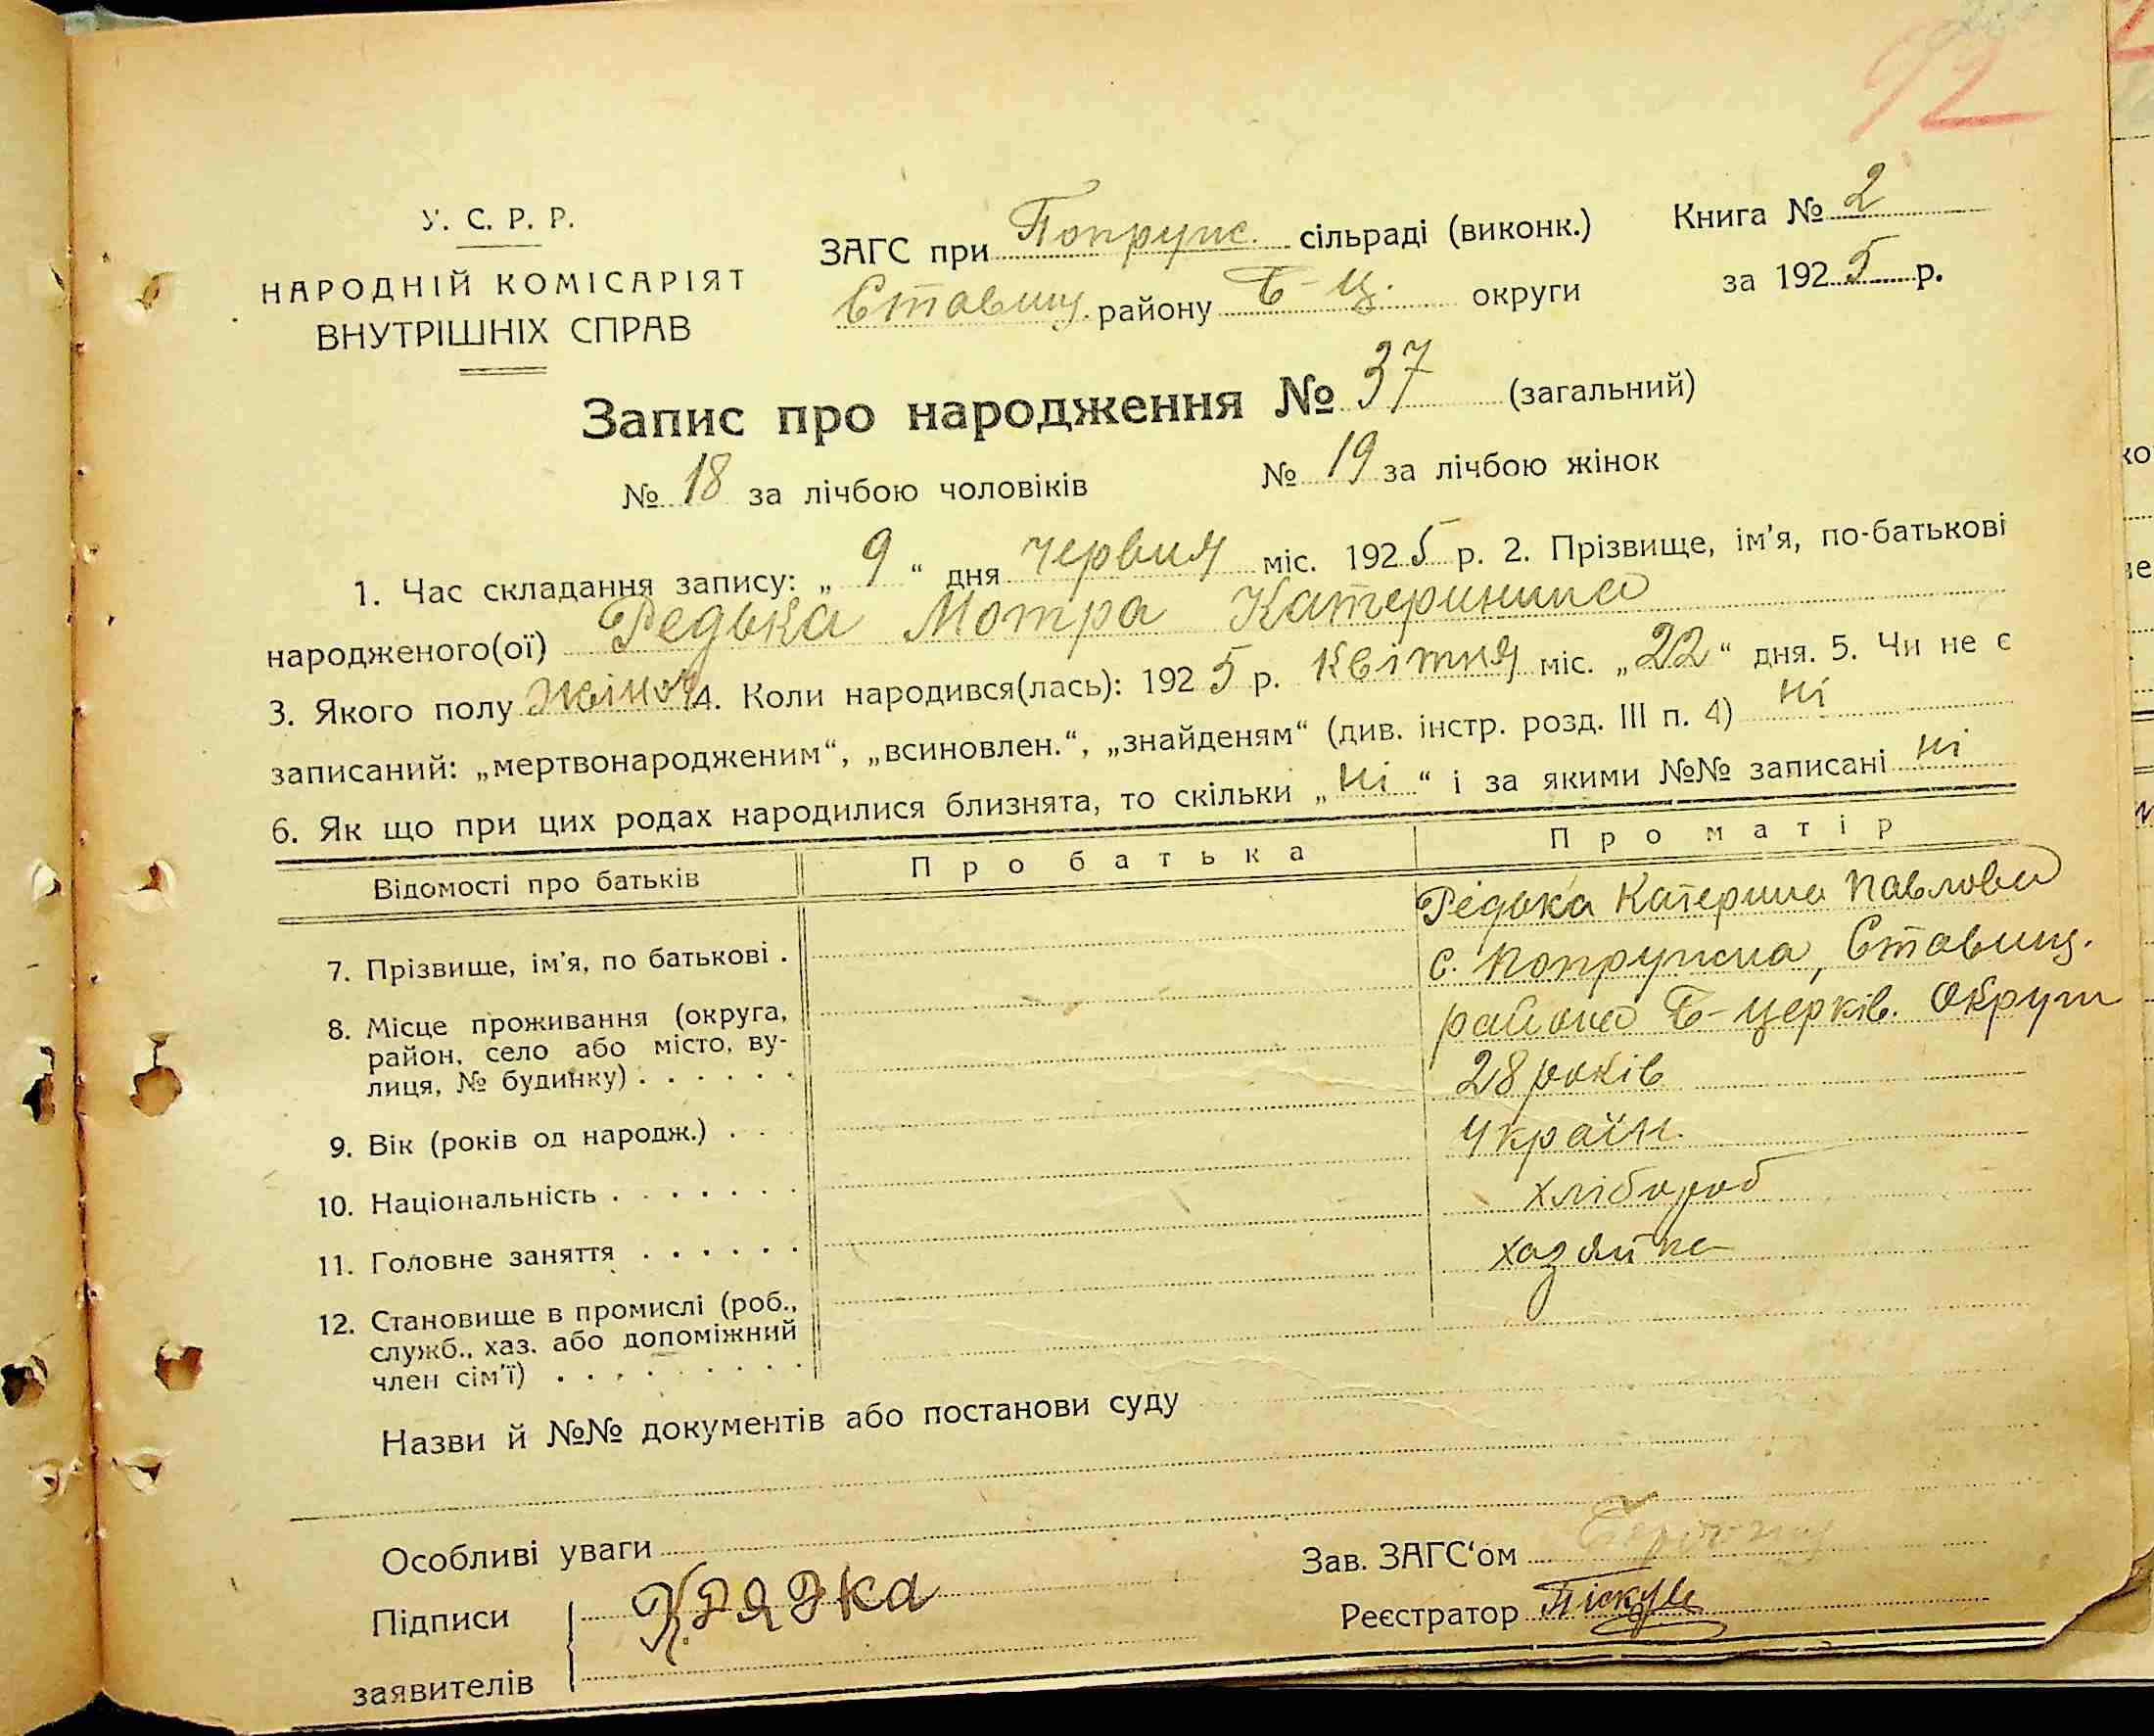 92
У. С. Р. Р.
НАРОДНІЙ КОМІСАРІЯТ
ВНУТРІШНІХ СПРАВ
ЗАГС при Попружс. сільраді (виконк.) Книга № 2
Ставищ. району Б-Ц. округи за 1925 р.
Запис про народження № 37 (загальний)
№ 18 за лічбою чоловіків № 19 за лічбою жінок
1. Час складання запису: „ 9 “ дня червня міс. 1925 р. 2. Прізвище, ім’я, по-батькові
народженого(ої) Редька Мотра Катеринина
3. Якого полу жіноч 4. Коли народився(лась): 1925 р. Квітня міс. „22“ дня. 5. Чи не є
записаний: „мертвонародженим“, „всиновлен.“, „знайденям“ (див. інстр. розд. III п. 4) ні
6. Як що при цих родах народилися близнята, то скільки „ні“ і за якими №№ записані ні
Відомості про батьків Про батька Про матір
7. Прізвище, ім’я, по батькові . Редька Катерина Павлова
8. Місце проживання (округа, район, село або місто, вулиця, № будинку) . . . . . . с. Попружна, Ставищ.
района Б-церків. Округи
9. Вік (років од народж.) . . . 28 років
10. Національність . . . . . . . Україн.
11. Головне заняття . . . . . . хлібороб
12. Становище в промислі (роб., служб., хаз. або допоміжний член сім’ї) . . . . . . . . хазяйка
Назви й №№ документів або постанови суду
Особливі уваги
Зав. ЗАГС‘ом
Підписи
заявителів
Реєстратор